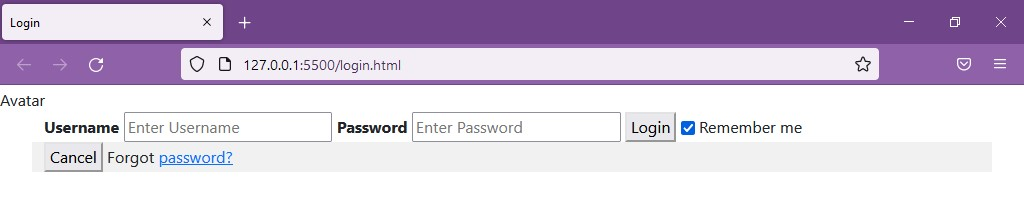 Login
127.0.0.1:5500/login.html
Avatar
Username Enter Username Password Enter Password Login Remember me
Cancel Forgot password?